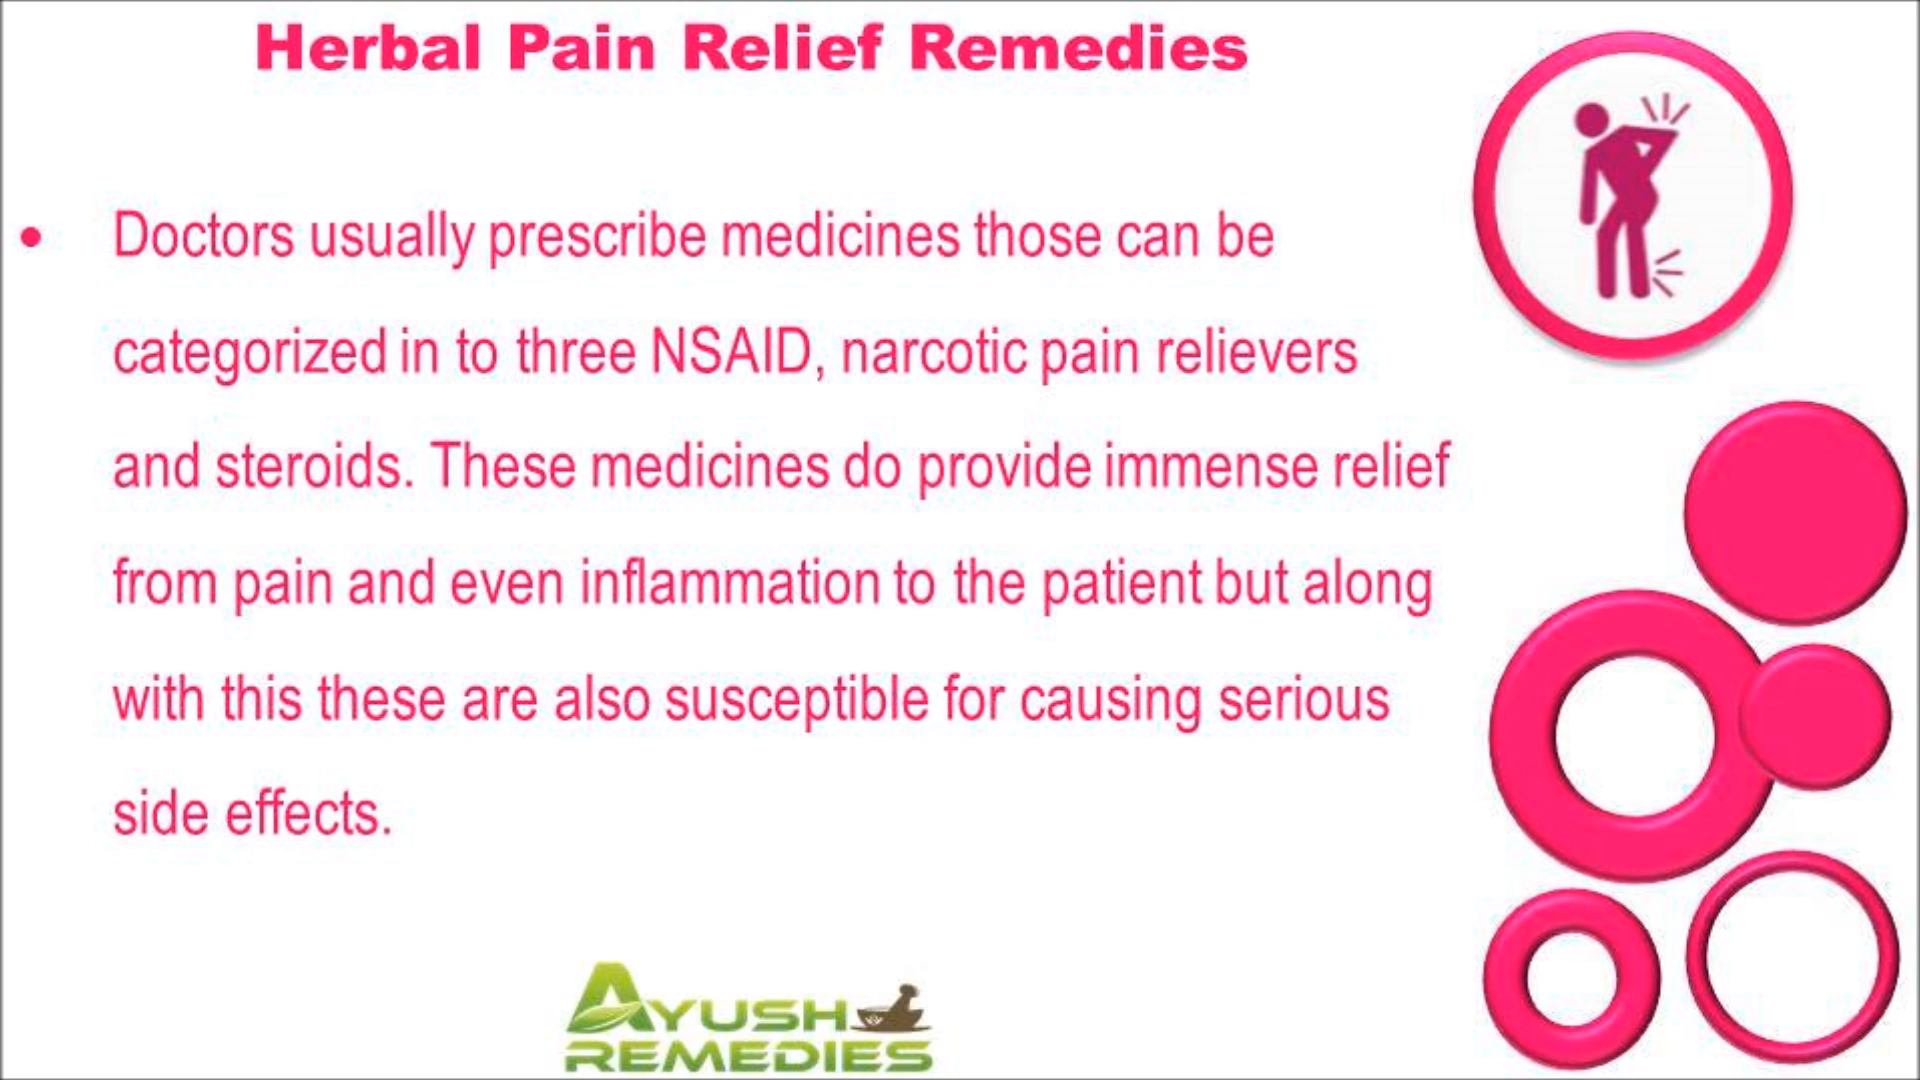 Herbal Pain Relief Remedies
• Doctors usually prescribe medicines those can be
categorized in to three NSAID, narcotic pain relievers
and steroids. These medicines do provide immense relief
from pain and even inflammation to the patient but along
with this these are also susceptible for causing serious
side effects.
AYUSH
REMEDIES